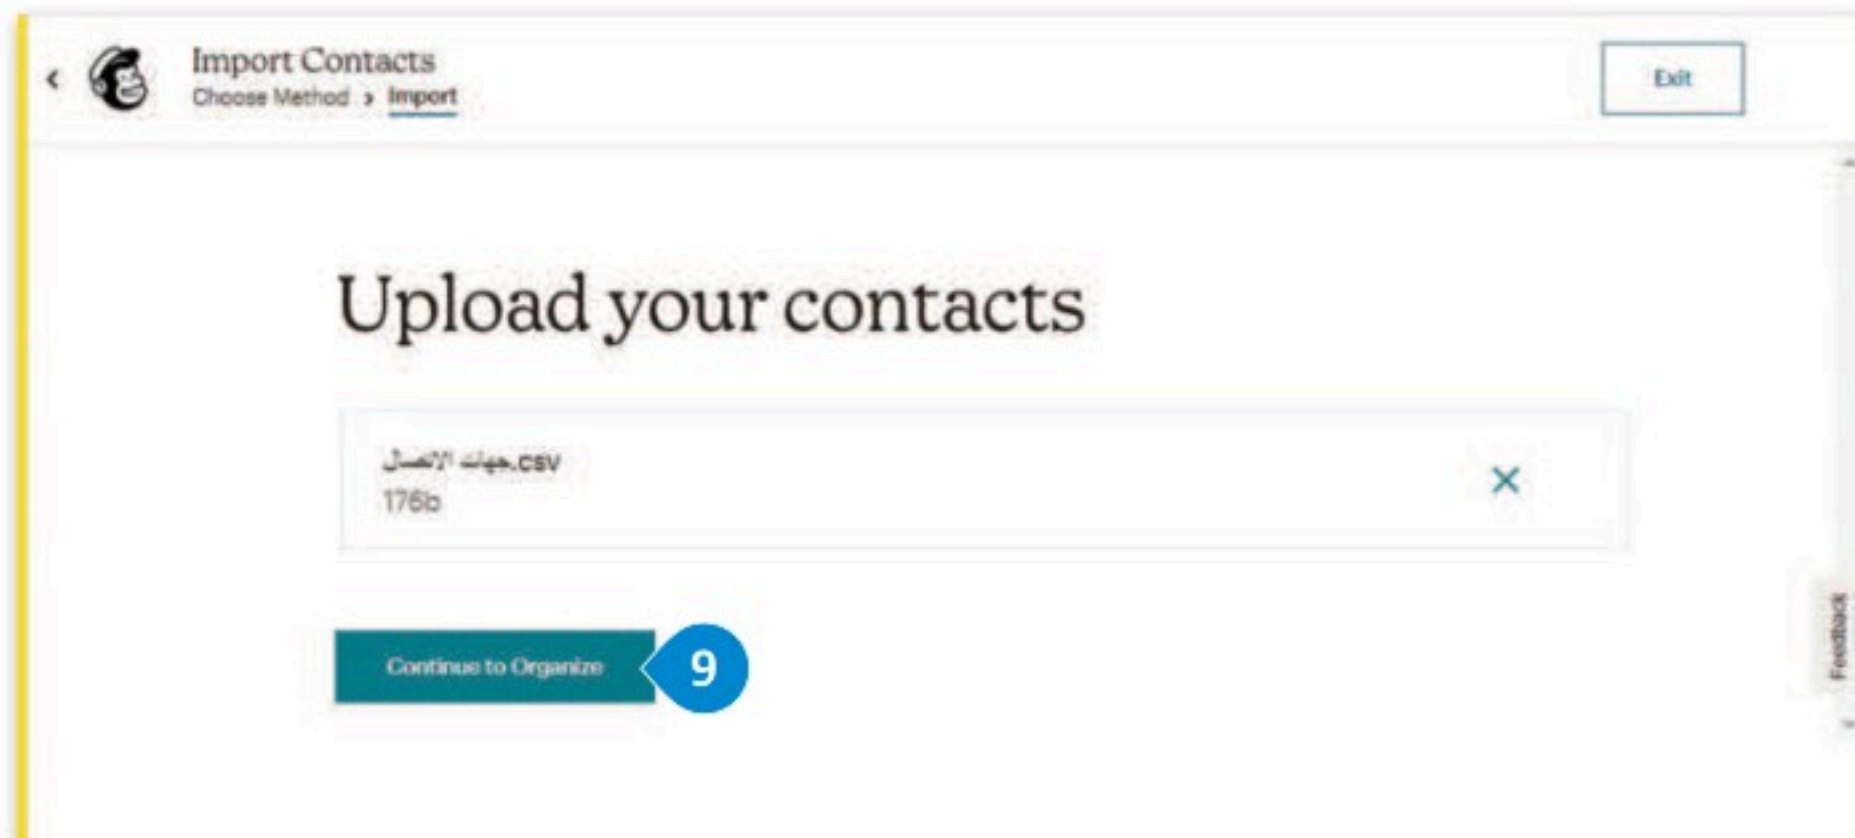 Import Contacts
Choose Method > Import
Exit
Upload your contacts
جهات الاتصال.csv
176b
Continue to Organize
9
Feedback